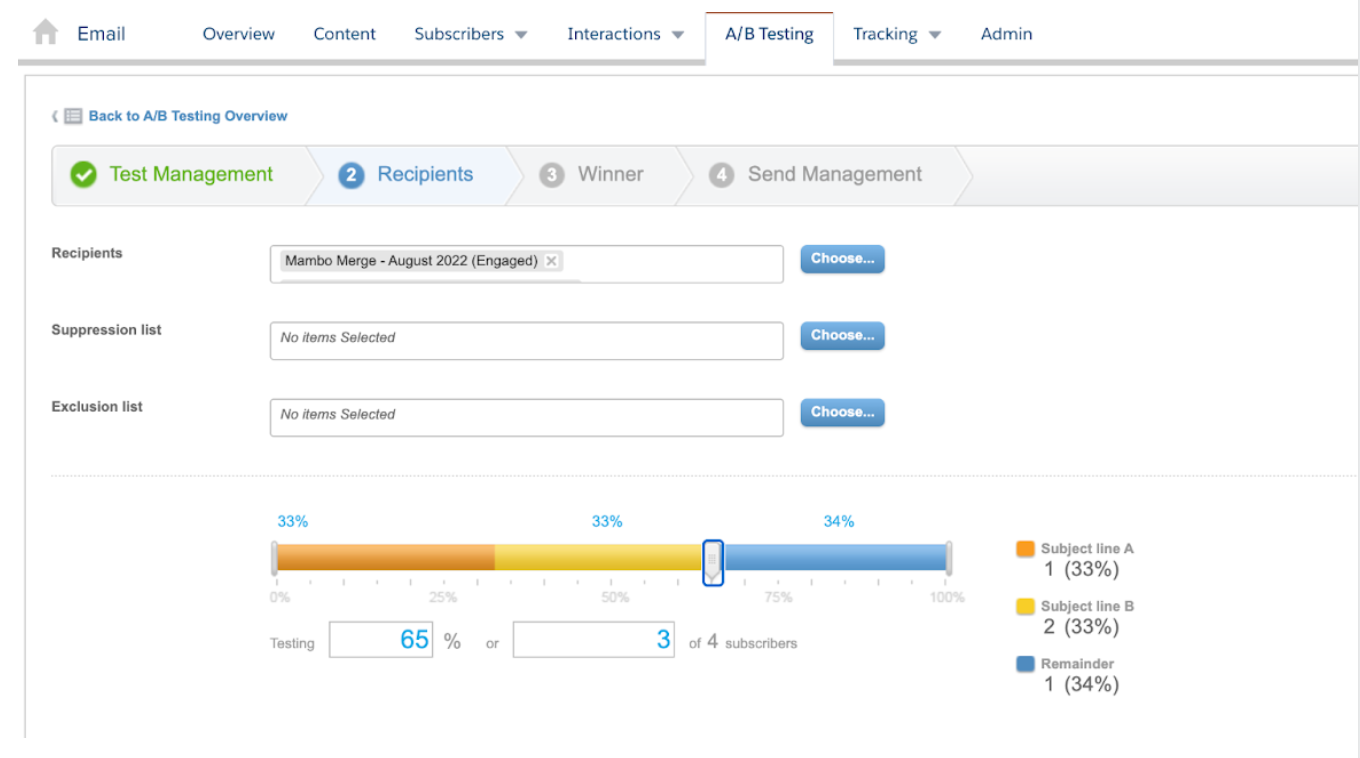 Email Overview Content Subscribers Interactions A/B Testing Tracking Admin
Back to A/B Testing Overview
Test Management 2 Recipients 3 Winner 4 Send Management
Recipients Mambo Merge - August 2022 (Engaged) Choose...
Suppression list No items Selected Choose...
Exclusion list No items Selected Choose...
33% 33% 34%
0% 25% 50% 75% 100%
Testing 65 % or 3 of 4 subscribers
Subject line A
1 (33%)
Subject line B
2 (33%)
Remainder
1 (34%)